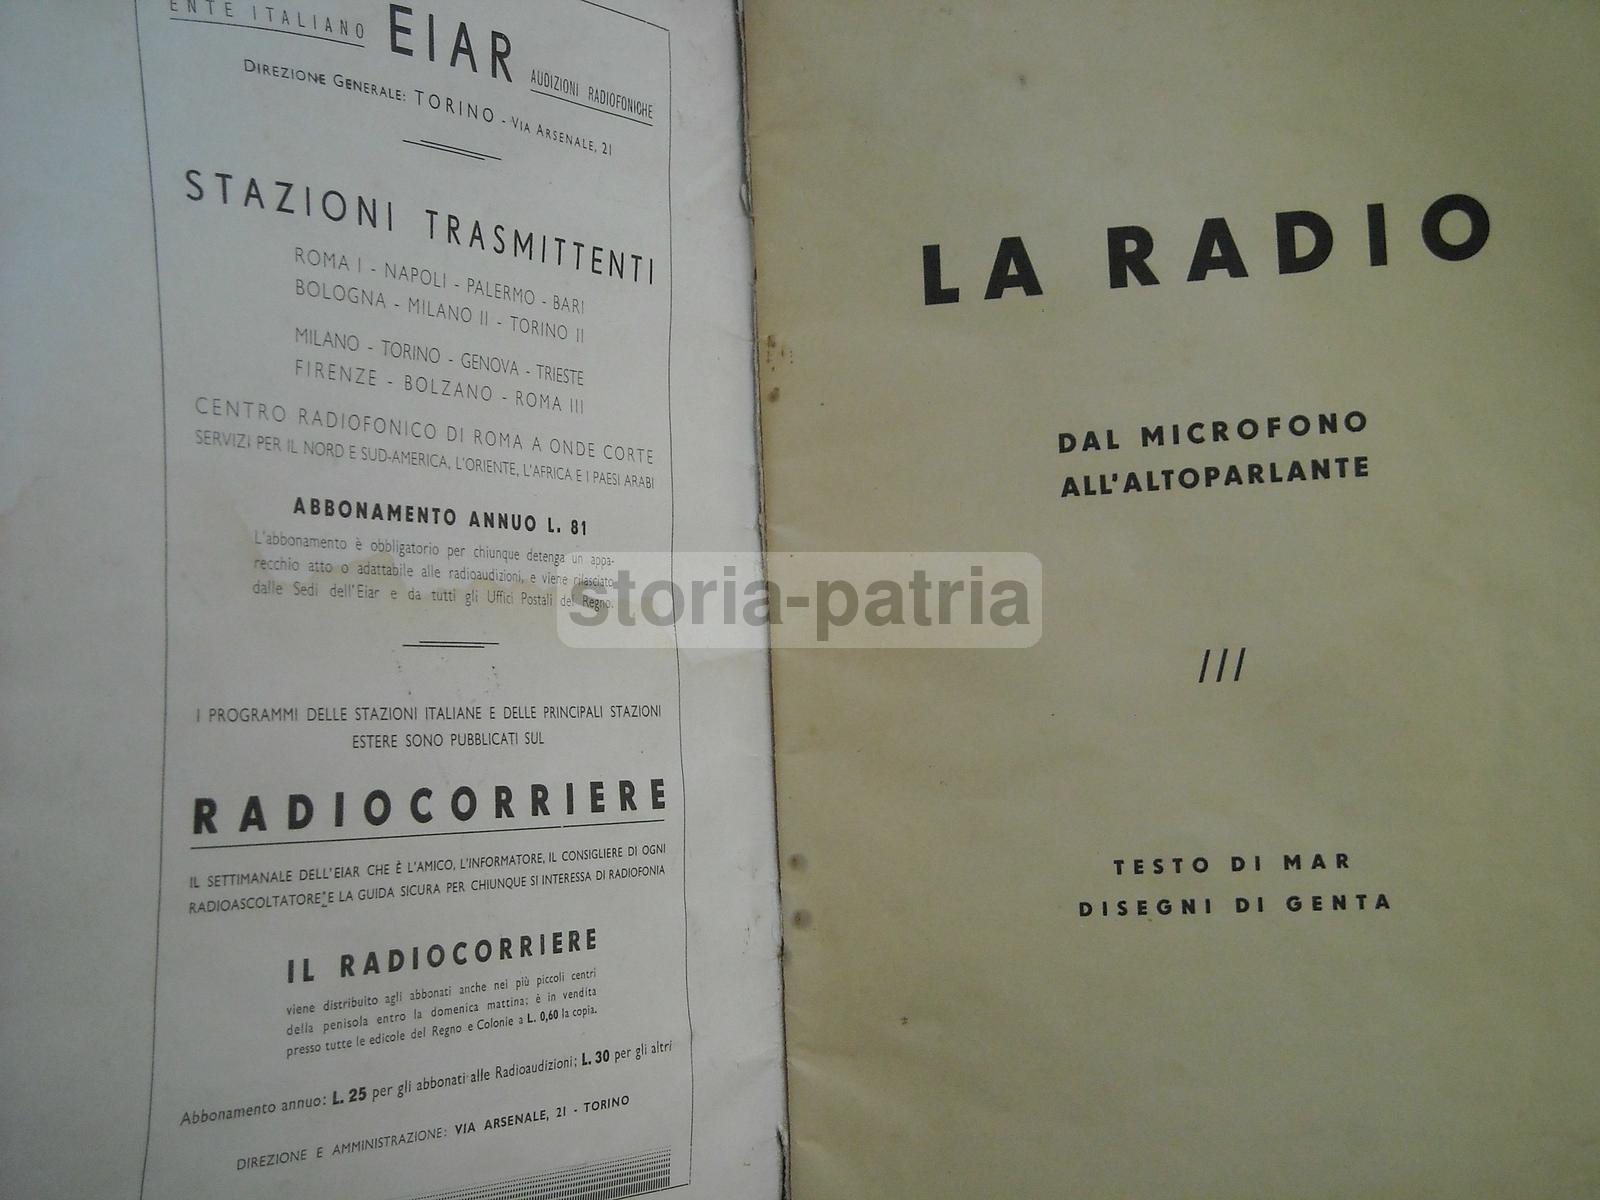 ENTE ITALIANO EIAR AUDIZIONI RADIOFONICHE
DIREZIONE GENERALE: TORINO - VIA ARSENALE, 21
STAZIONI TRASMITTENTI
ROMA I - NAPOLI - PALERMO - BARI
BOLOGNA - MILANO II - TORINO II
MILANO - TORINO - GENOVA - TRIESTE
FIRENZE - BOLZANO - ROMA III
CENTRO RADIOFONICO DI ROMA A ONDE CORTE
SERVIZI PER IL NORD E SUD-AMERICA, L'ORIENTE, L'AFRICA E I PAESI ARABI
ABBONAMENTO ANNUO L. 81
L'abbonamento è obbligatorio per chiunque detenga un appa-
recchio atto o adattabile alle radioaudizioni, e viene rilasciato
dalle Sedi dell'Eiar e da tutti gli Uffici Postali del Regno.
I PROGRAMMI DELLE STAZIONI ITALIANE E DELLE PRINCIPALI STAZIONI
ESTERE SONO PUBBLICATI SUL
RADIOCORRIERE
IL SETTIMANALE DELL'EIAR CHE È L'AMICO, L'INFORMATORE, IL CONSIGLIERE DI OGNI
RADIOASCOLTATORE E LA GUIDA SICURA PER CHIUNQUE SI INTERESSA DI RADIOFONIA
IL RADIOCORRIERE
viene distribuito agli abbonati anche nei più piccoli centri
della penisola entro la domenica mattina; è in vendita
presso tutte le edicole del Regno e Colonie a L. 0,60 la copia.
Abbonamento annuo: L. 25 per gli abbonati alle Radioaudizioni; L. 30 per gli altri
DIREZIONE E AMMINISTRAZIONE: VIA ARSENALE, 21 - TORINO
storia-patria
LA RADIO
DAL MICROFONO
ALL'ALTOPARLANTE
///
TESTO DI MAR
DISEGNI DI GENTA